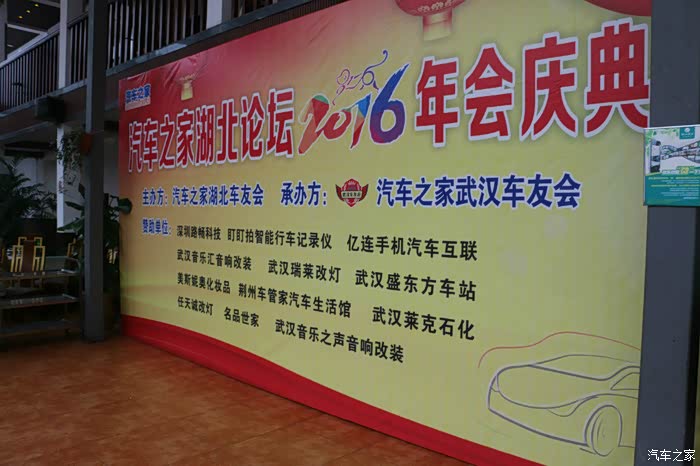 汽车之家
汽车之家湖北论坛2016年会庆典
主办方：汽车之家湖北车友会 承办方： 汽车之家武汉车友会
赞助单位：深圳路畅科技 盯盯拍智能行车记录仪 亿连手机汽车互联
武汉音乐汇音响改装 武汉瑞莱改灯 武汉盛东方车站
美斯妮奥化妆品 荆州车管家汽车生活馆 武汉莱克石化
任天诚改灯 名品世家 武汉音乐之声音响改装
汽车之家